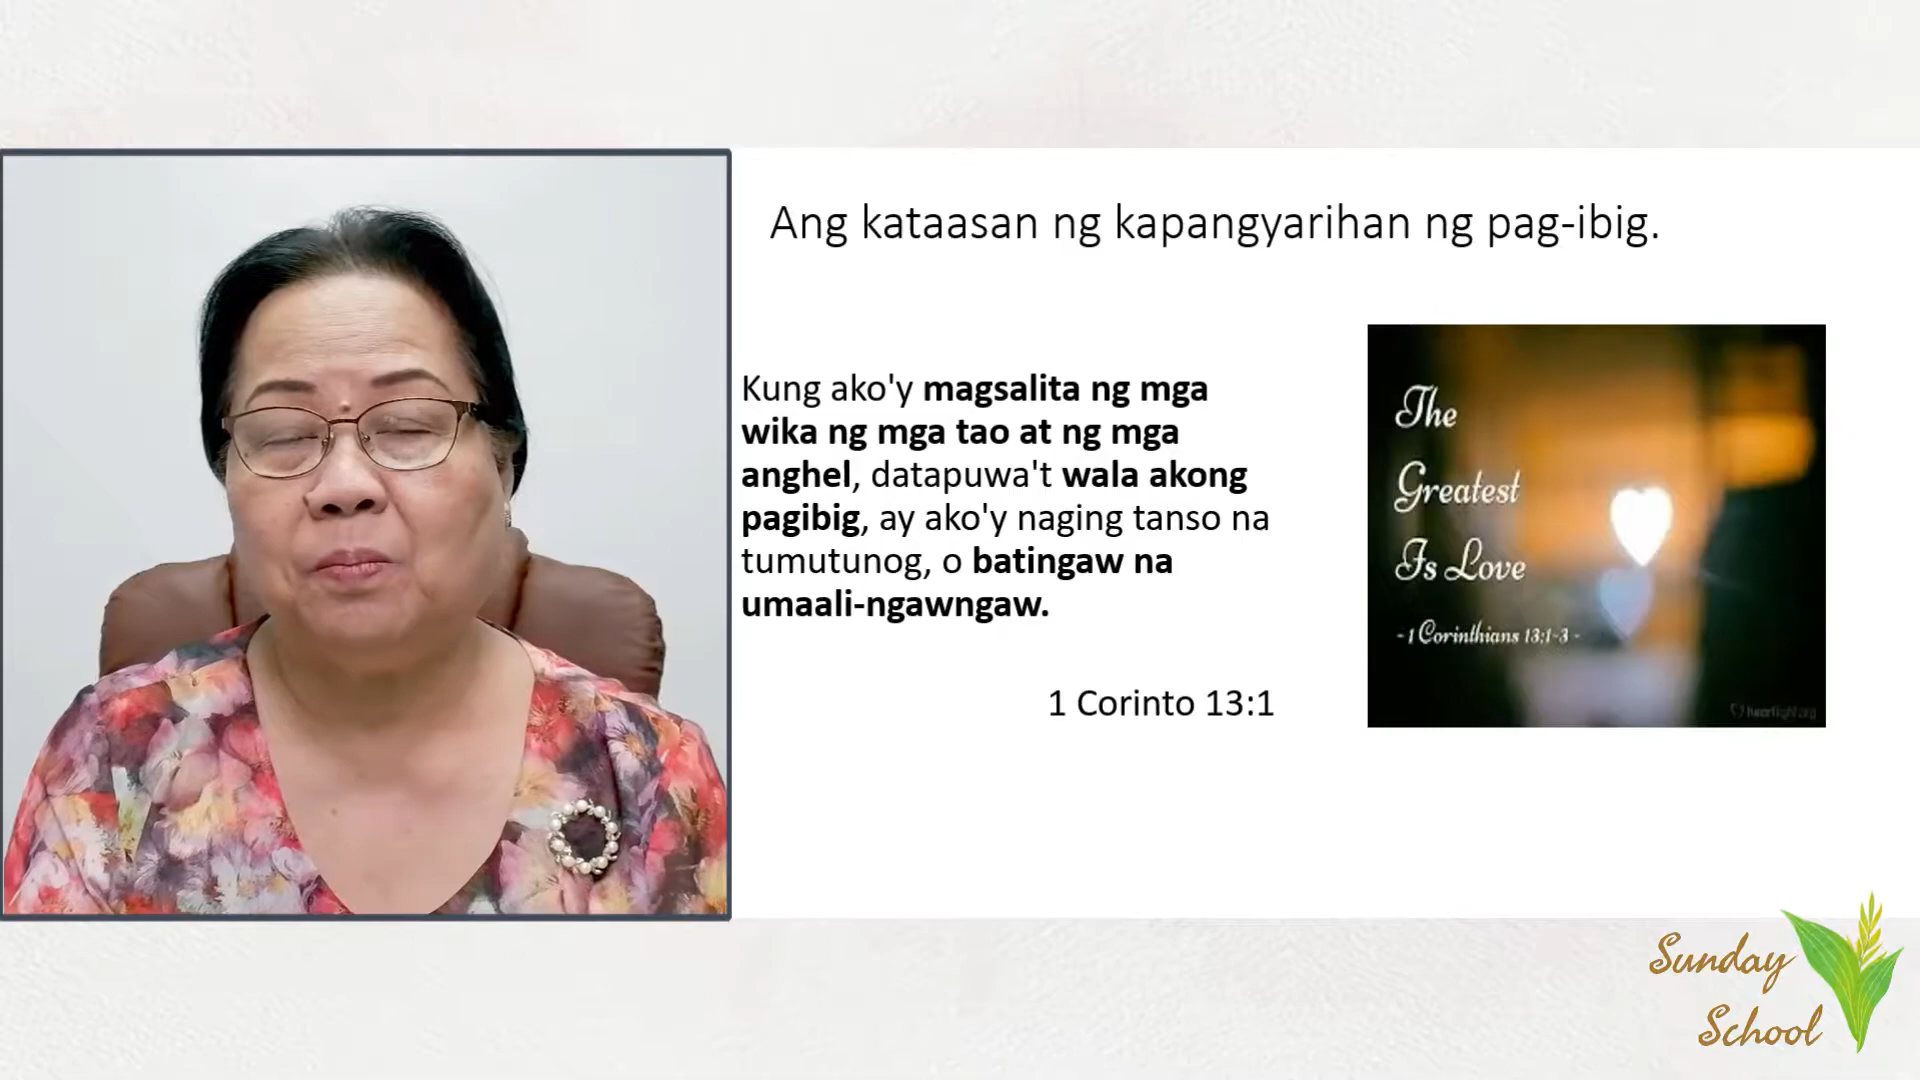 Ang kataasan ng kapangyarihan ng pag-ibig.
Kung ako'y magsalita ng mga
wika ng mga tao at ng mga
anghel, datapuwa't wala akong
pagibig, ay ako'y naging tanso na
tumutunog, o batingaw na
umaali-ngawngaw.
1 Corinto 13:1
The
Greatest
Is Love
- 1 Corinthians 13:1-3 -
heartlight.org
Sunday
School